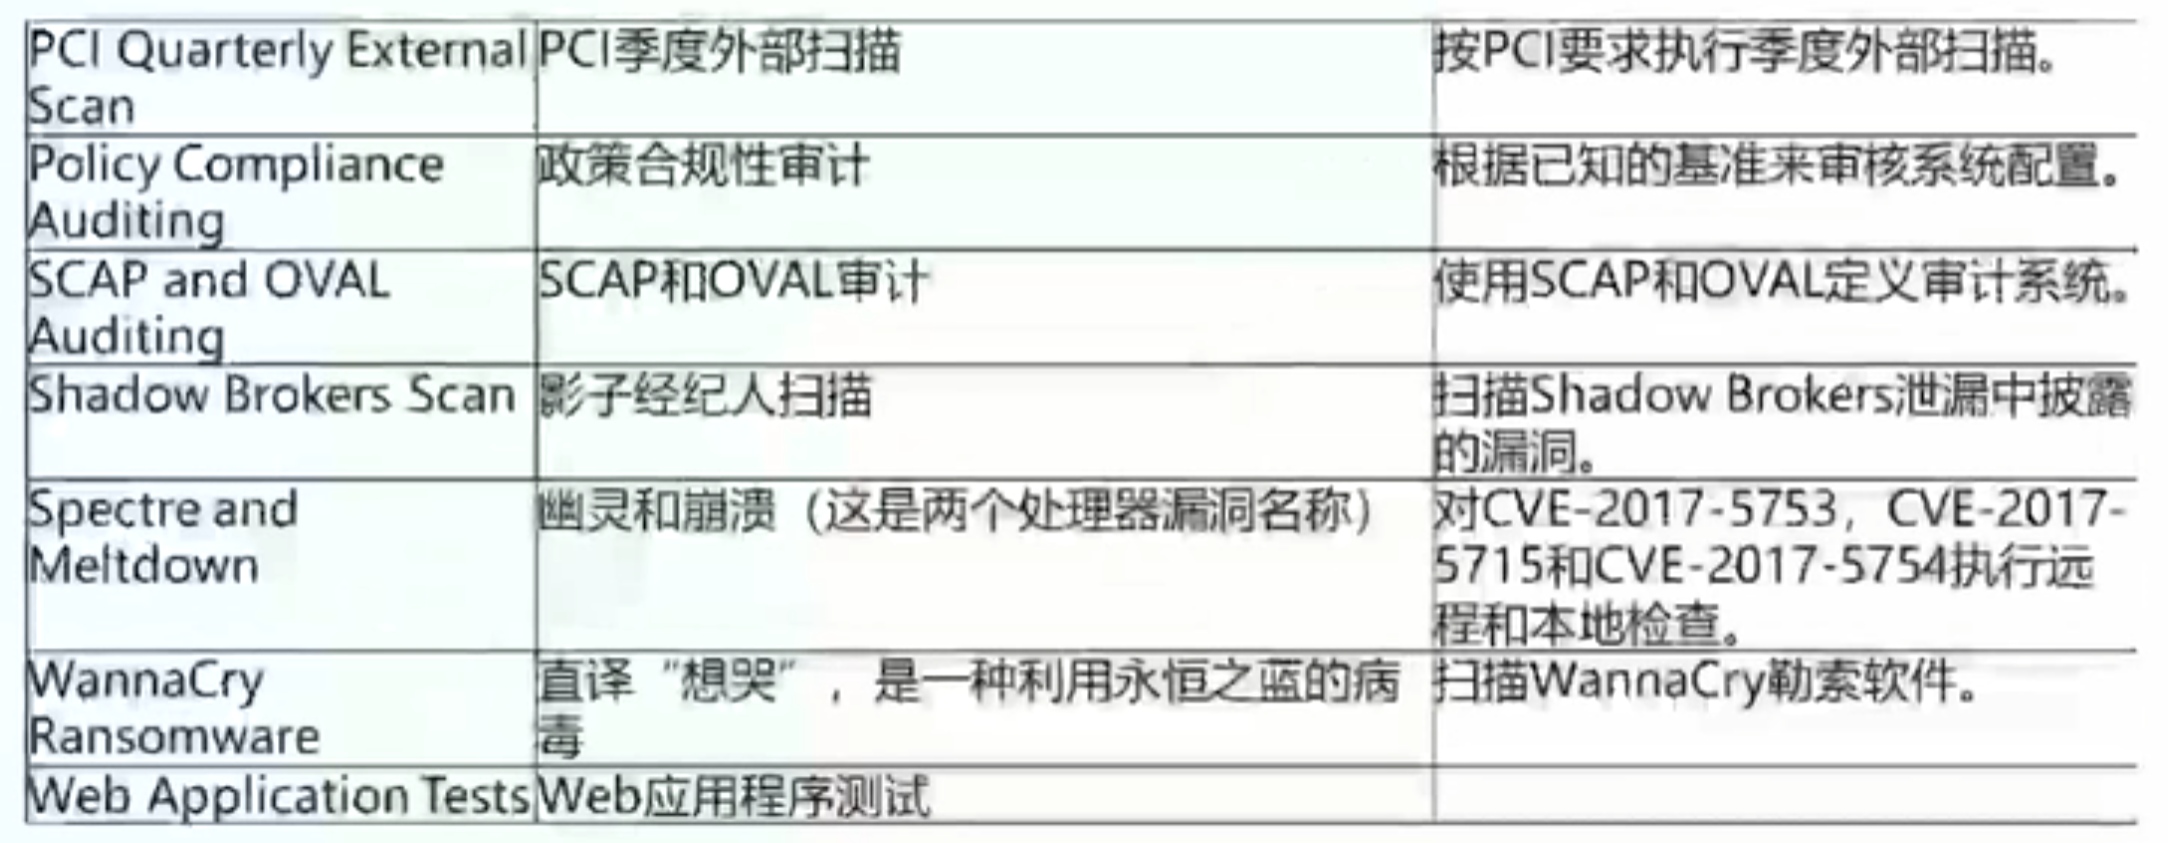 PCI Quarterly External Scan
PCI季度外部扫描
按PCI要求执行季度外部扫描。
Policy Compliance Auditing
政策合规性审计
根据已知的基准来审核系统配置。
SCAP and OVAL Auditing
SCAP和OVAL审计
使用SCAP和OVAL定义审计系统。
Shadow Brokers Scan
影子经纪人扫描
扫描Shadow Brokers泄漏中披露
的漏洞。
Spectre and
Meltdown
幽灵和崩溃（这是两个处理器漏洞名称）
对CVE-2017-5753，CVE-2017-
5715和CVE-2017-5754执行远
程和本地检查。
WannaCry
Ransomware
直译“想哭”，是一种利用永恒之蓝的病
毒
扫描WannaCry勒索软件。
Web Application Tests
Web应用程序测试